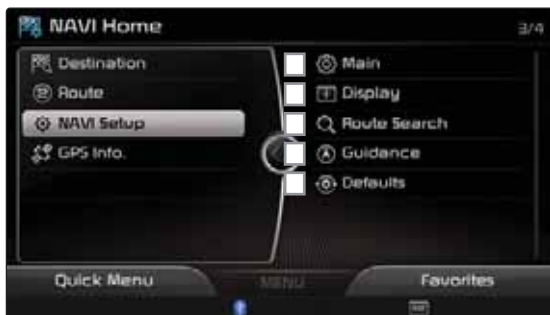 NAVI Home
3/4
Destination
Route
NAVI Setup
GPS Info.
Main
Display
Route Search
Guidance
Defaults
Quick Menu
MENU
Favorites